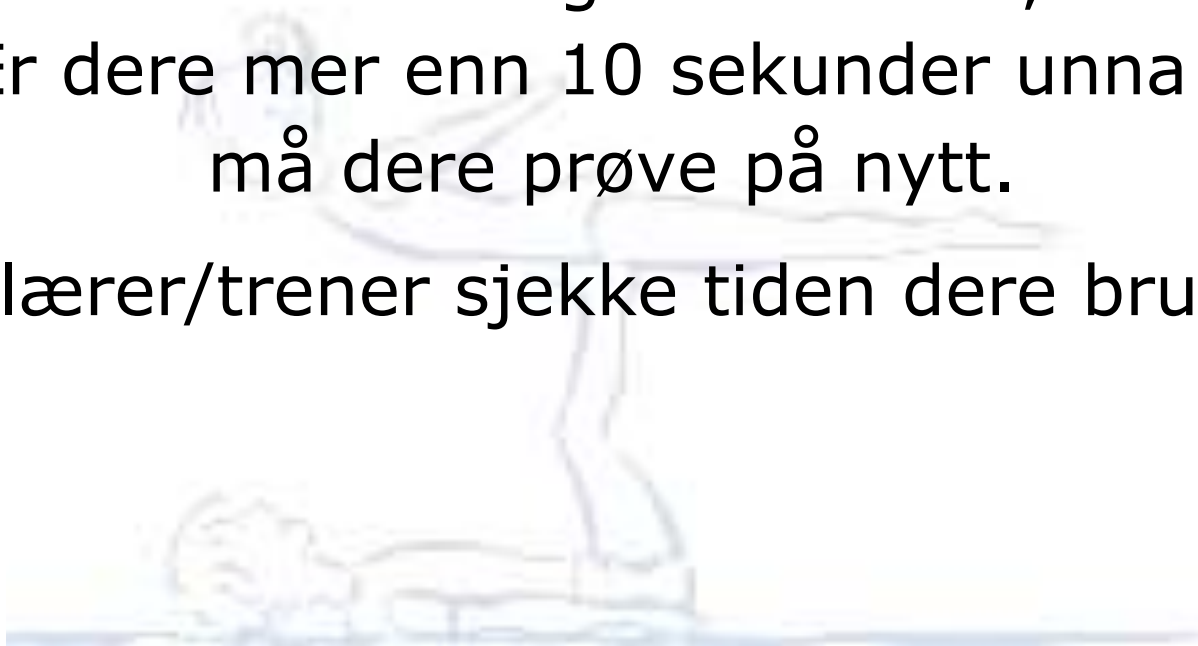 dere mer enn 10 sekunder unna
må dere prøve på nytt.
lærer/trener sjekke tiden dere